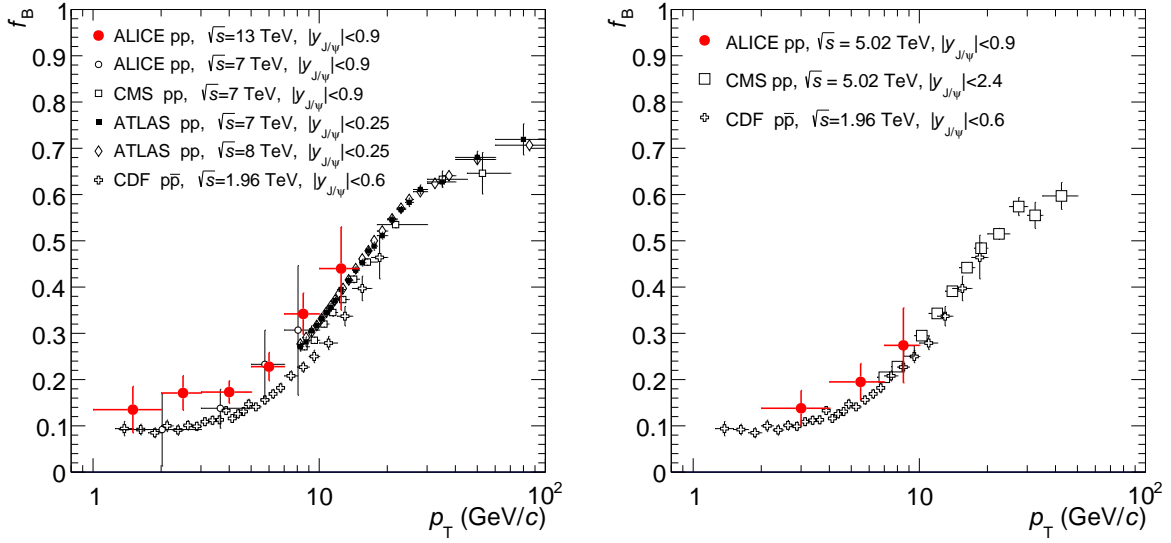 f_B
1
0.9
0.8
0.7
0.6
0.5
0.4
0.3
0.2
0.1
0
ALICE pp, √s=13 TeV, |y_J/ψ|<0.9
ALICE pp, √s=7 TeV, |y_J/ψ|<0.9
CMS pp, √s=7 TeV, |y_J/ψ|<0.9
ATLAS pp, √s=7 TeV, |y_J/ψ|<0.25
ATLAS pp, √s=8 TeV, |y_J/ψ|<0.25
CDF pp̅, √s=1.96 TeV, |y_J/ψ|<0.6
1 10 10²
p_T (GeV/c)
f_B
1
0.9
0.8
0.7
0.6
0.5
0.4
0.3
0.2
0.1
0
ALICE pp, √s = 5.02 TeV, |y_J/ψ|<0.9
CMS pp, √s = 5.02 TeV, |y_J/ψ|<2.4
CDF pp̅, √s=1.96 TeV, |y_J/ψ|<0.6
1 10 10²
p_T (GeV/c)